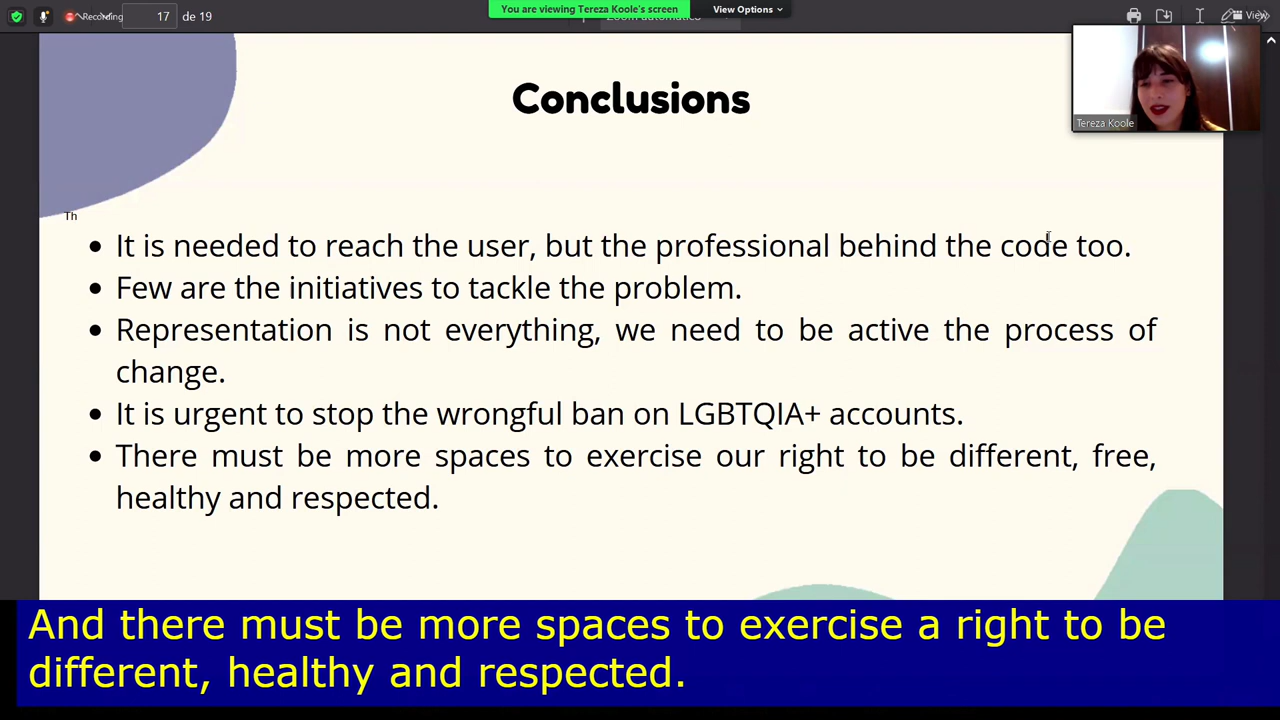 Recording
17 de 19
You are viewing Tereza Koole's screen
View Options
Zoom automático
View
Conclusions
Tereza Koole
Th
It is needed to reach the user, but the professional behind the code too.
Few are the initiatives to tackle the problem.
Representation is not everything, we need to be active the process of
change.
It is urgent to stop the wrongful ban on LGBTQIA+ accounts.
There must be more spaces to exercise our right to be different, free,
healthy and respected.
And there must be more spaces to exercise a right to be
different, healthy and respected.